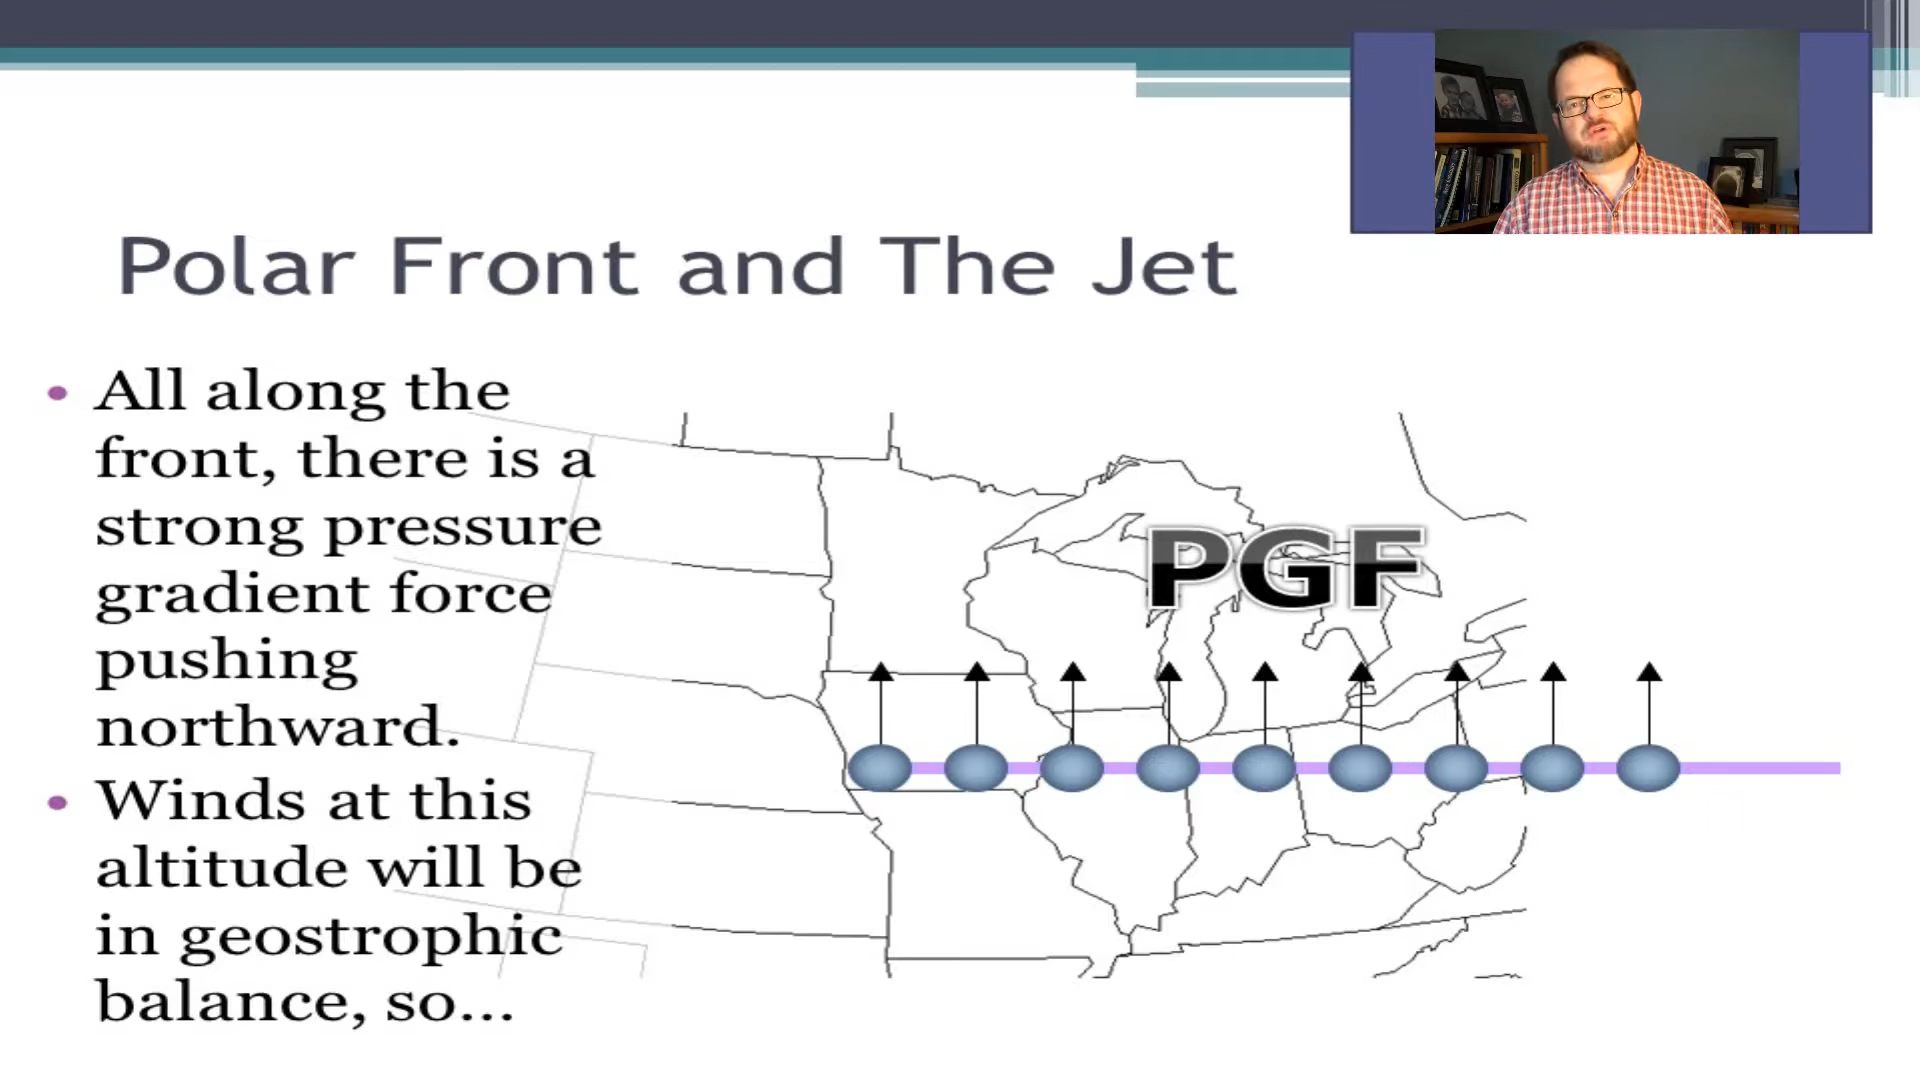 Polar Front and The Jet
• All along the
front, there is a
strong pressure
gradient force
pushing
northward.
• Winds at this
altitude will be
in geostrophic
balance, so...
PGF